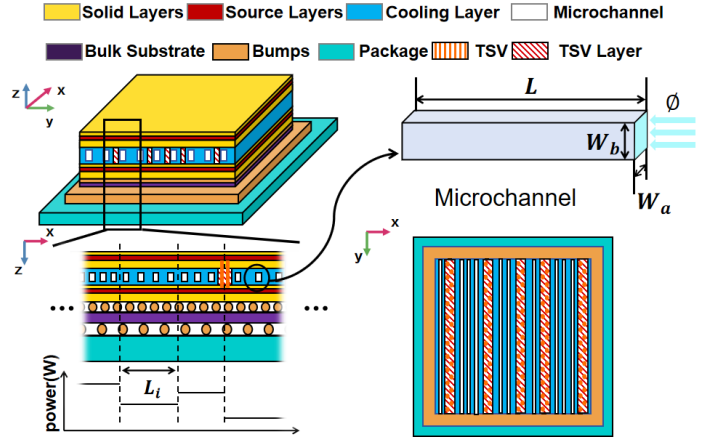 Solid Layers Source Layers Cooling Layer Microchannel
Bulk Substrate Bumps Package TSV TSV Layer
z x y
L
∅
W_b
W_a
Microchannel
x
z
x
y
... ...
power(W)
L_i